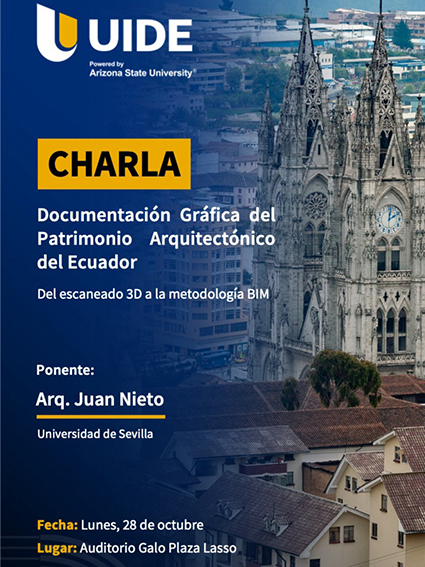 UIDE
Powered by
Arizona State University®
CHARLA
Documentación Gráfica del
Patrimonio Arquitectónico
del Ecuador
Del escaneado 3D a la metodología BIM
Ponente:
Arq. Juan Nieto
Universidad de Sevilla
Fecha: Lunes, 28 de octubre
Lugar: Auditorio Galo Plaza Lasso